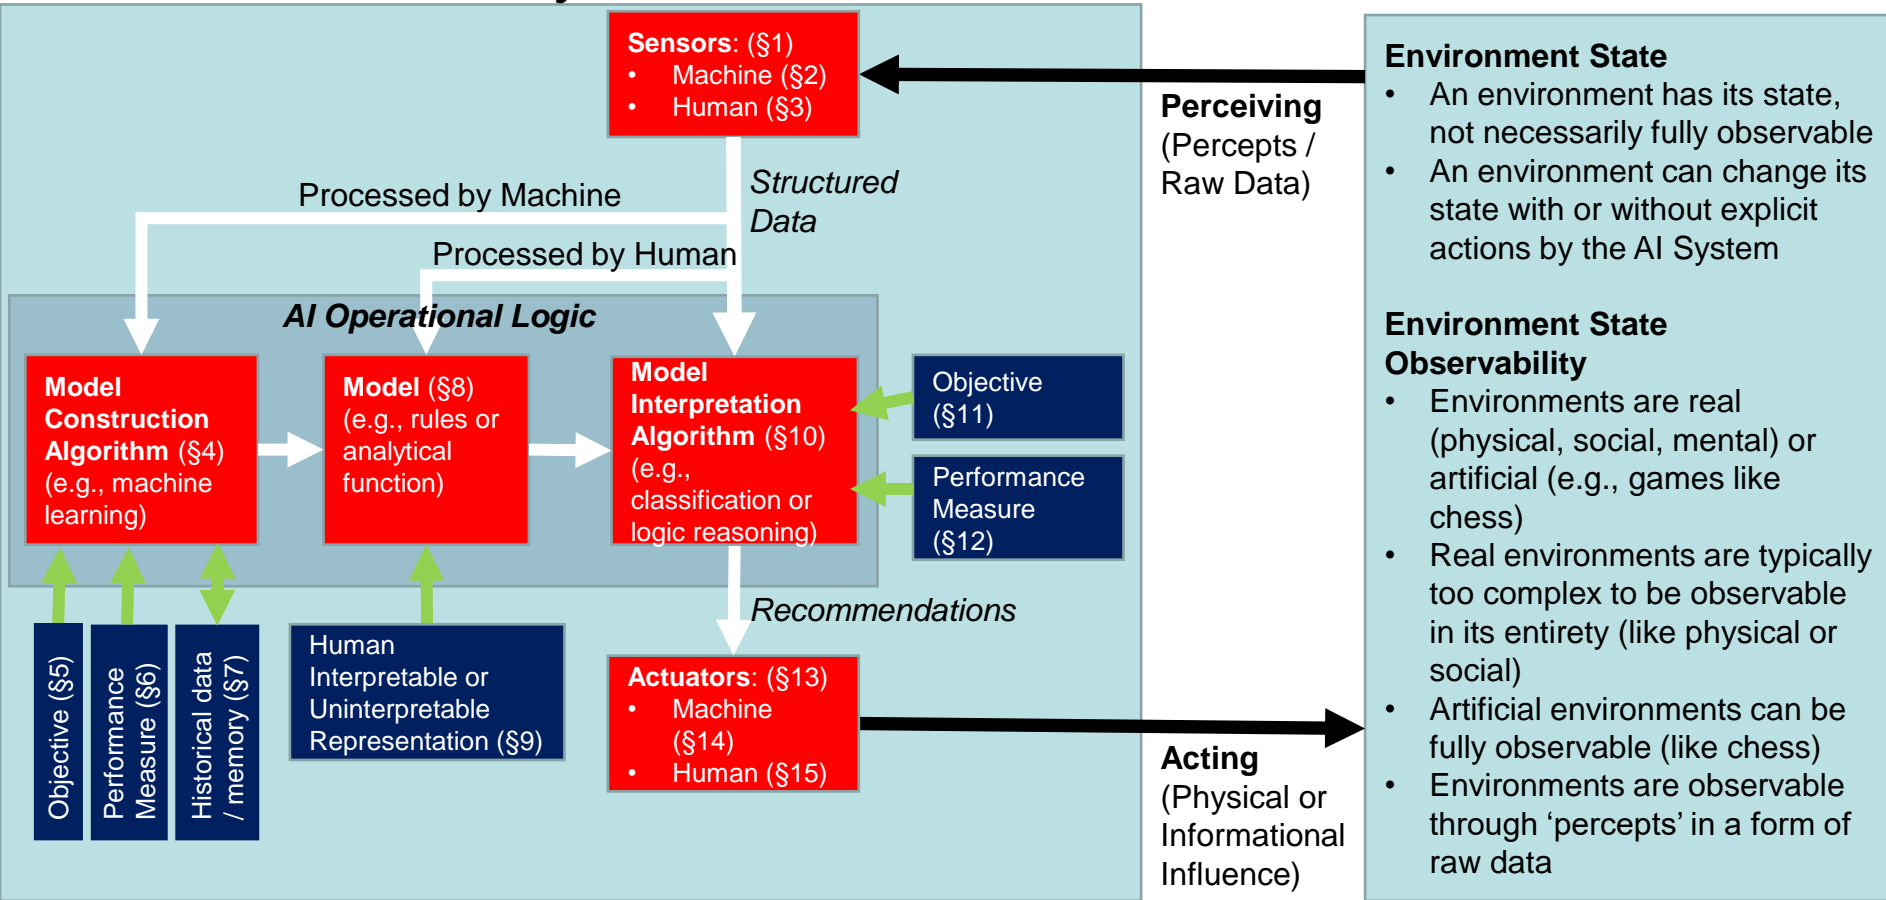 Sensors: (§1)
• Machine (§2)
• Human (§3)
Perceiving
(Percepts /
Raw Data)
Structured
Data
Processed by Machine
Processed by Human
AI Operational Logic
Model
Construction
Algorithm (§4)
(e.g., machine
learning)
Model (§8)
(e.g., rules or
analytical
function)
Model
Interpretation
Algorithm (§10)
(e.g.,
classification or
logic reasoning)
Objective
(§11)
Performance
Measure
(§12)
Objective (§5)
Performance
Measure (§6)
Historical data
/ memory (§7)
Human
Interpretable or
Uninterpretable
Representation (§9)
Recommendations
Actuators: (§13)
• Machine
(§14)
• Human (§15)
Acting
(Physical or
Informational
Influence)
Environment State
• An environment has its state,
not necessarily fully observable
• An environment can change its
state with or without explicit
actions by the AI System
Environment State
Observability
• Environments are real
(physical, social, mental) or
artificial (e.g., games like
chess)
• Real environments are typically
too complex to be observable
in its entirety (like physical or
social)
• Artificial environments can be
fully observable (like chess)
• Environments are observable
through ‘percepts’ in a form of
raw data